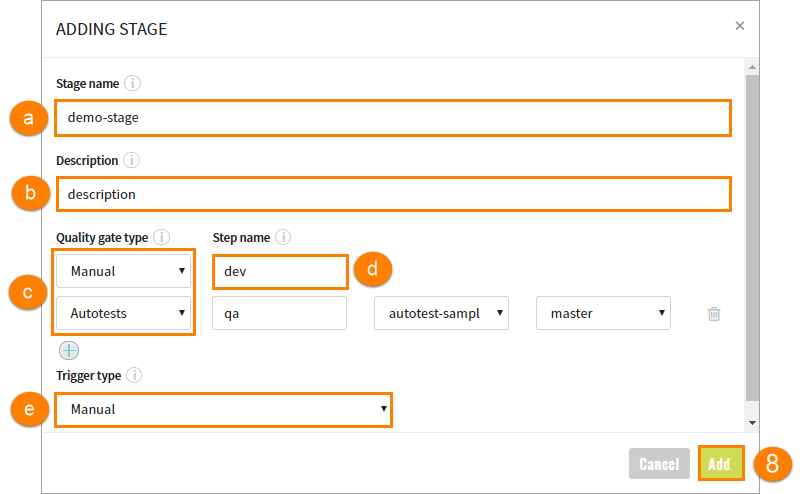 ADDING STAGE ×
Stage name i
a demo-stage
Description i
b description
Quality gate type i Step name i
c Manual dev d
Autotests qa autotest-sampl master
Trigger type i
e Manual
Cancel Add 8